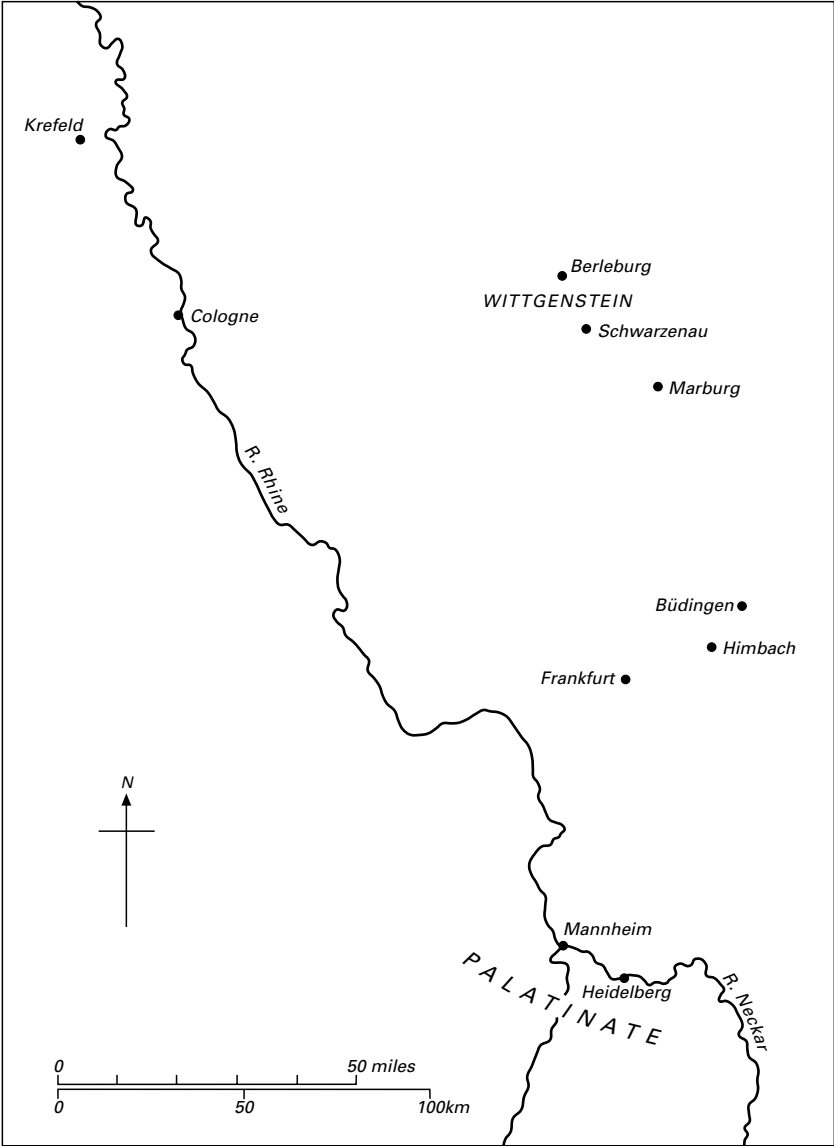 Krefeld
Berleburg
WITTGENSTEIN
Cologne
Schwarzenau
Marburg
R. Rhine
Büdingen
Himbach
Frankfurt
N
Mannheim
PALATINATE
Heidelberg
R. Neckar
0 50 miles
0 50 100km